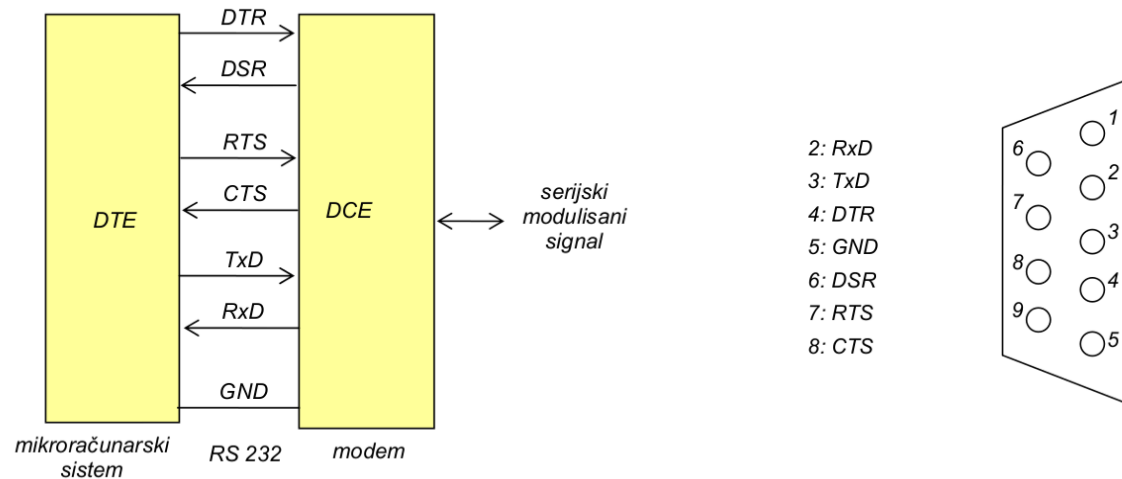 DTR
DSR
RTS
CTS
DTE
DCE
TxD
RxD
GND
mikroračunarski
sistem
RS 232
modem
serijski
modulisani
signal
2: RxD
3: TxD
4: DTR
5: GND
6: DSR
7: RTS
8: CTS
1
6
2
7
3
8
4
9
5